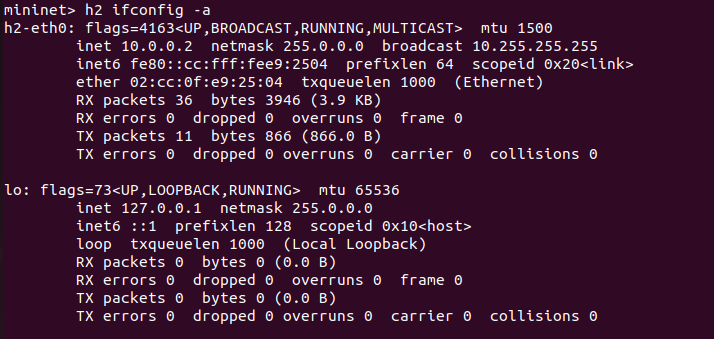 mininet> h2 ifconfig -a
h2-eth0: flags=4163<UP,BROADCAST,RUNNING,MULTICAST>  mtu 1500
        inet 10.0.0.2  netmask 255.0.0.0  broadcast 10.255.255.255
        inet6 fe80::cc:fff:fee9:2504  prefixlen 64  scopeid 0x20<link>
        ether 02:cc:0f:e9:25:04  txqueuelen 1000  (Ethernet)
        RX packets 36  bytes 3946 (3.9 KB)
        RX errors 0  dropped 0  overruns 0  frame 0
        TX packets 11  bytes 866 (866.0 B)
        TX errors 0  dropped 0 overruns 0  carrier 0  collisions 0

lo: flags=73<UP,LOOPBACK,RUNNING>  mtu 65536
        inet 127.0.0.1  netmask 255.0.0.0
        inet6 ::1  prefixlen 128  scopeid 0x10<host>
        loop  txqueuelen 1000  (Local Loopback)
        RX packets 0  bytes 0 (0.0 B)
        RX errors 0  dropped 0  overruns 0  frame 0
        TX packets 0  bytes 0 (0.0 B)
        TX errors 0  dropped 0 overruns 0  carrier 0  collisions 0